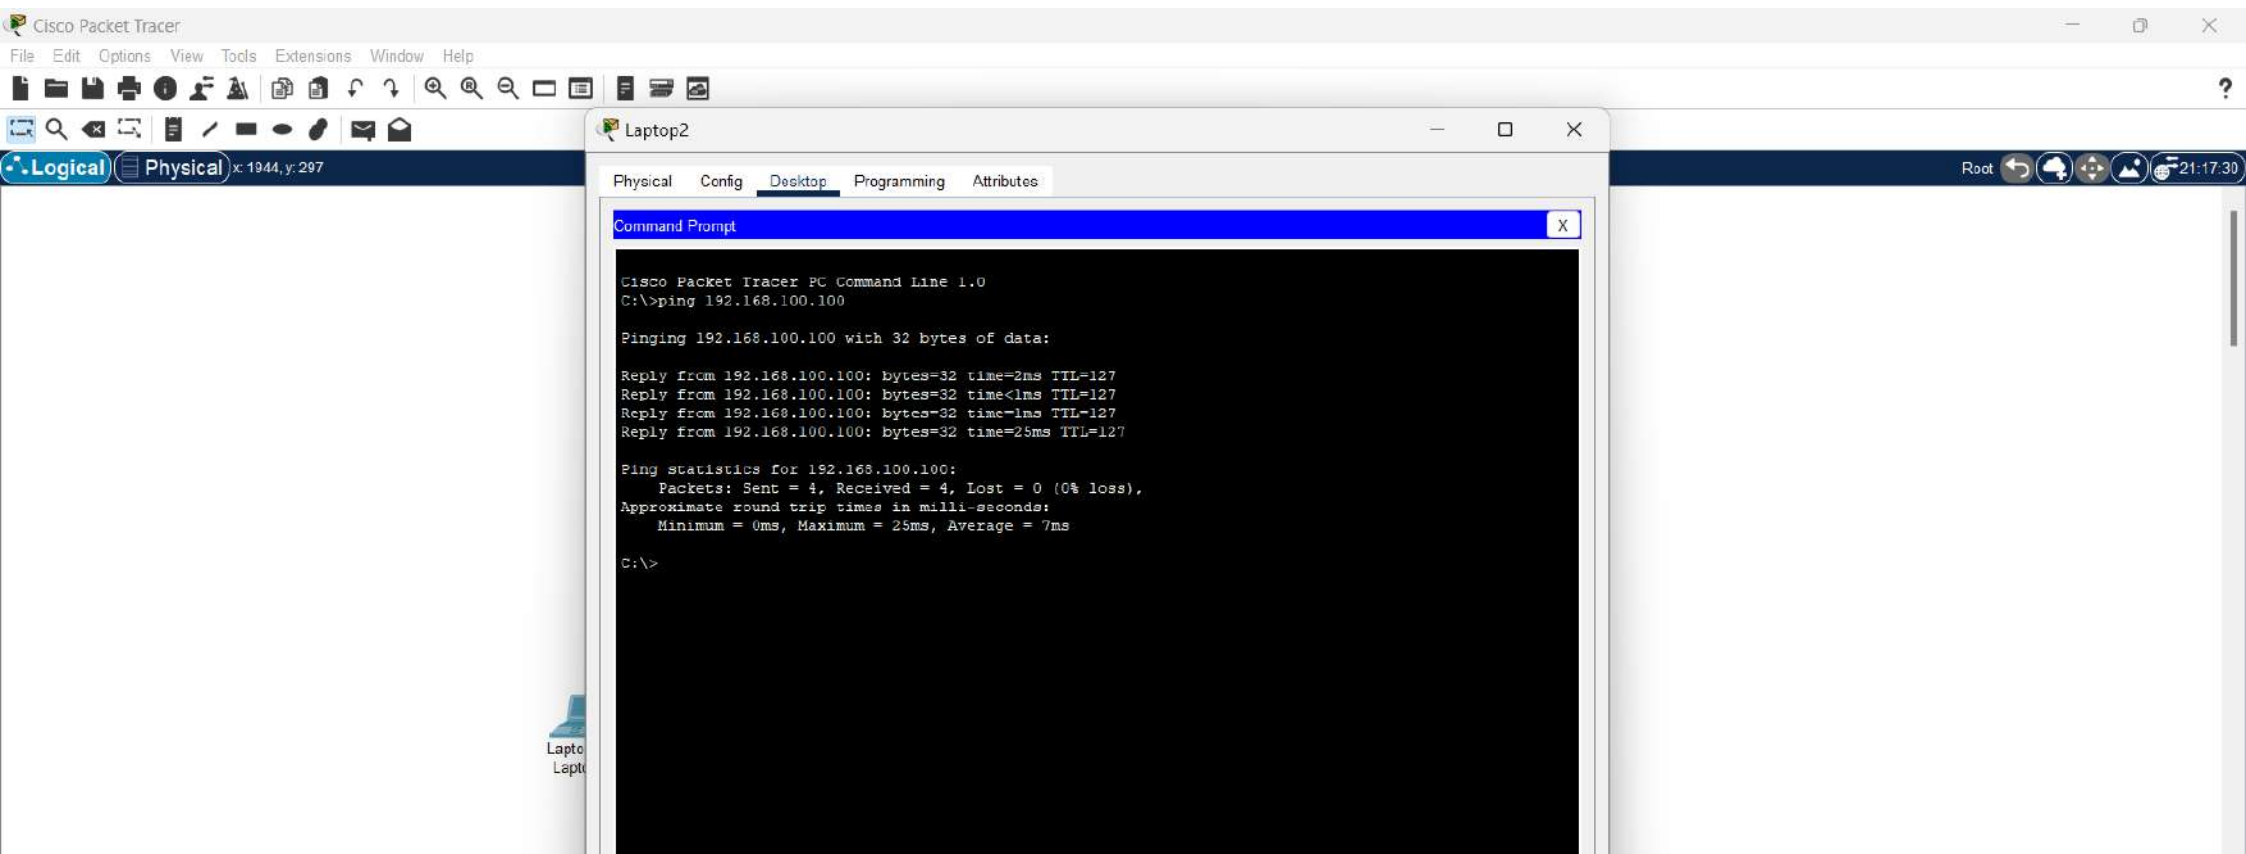 Cisco Packet Tracer
File Edit Options View Tools Extensions Window Help
?
Laptop2
Logical Physical x: 1944, y: 297
Root 21:17:30
Physical Config Desktop Programming Attributes
Command Prompt X
Cisco Packet Tracer PC Command Line 1.0
C:\>ping 192.168.100.100
Pinging 192.168.100.100 with 32 bytes of data:
Reply from 192.168.100.100: bytes=32 time=2ms TTL=127
Reply from 192.168.100.100: bytes=32 time<1ms TTL=127
Reply from 192.168.100.100: bytes=32 time=1ms TTL=127
Reply from 192.168.100.100: bytes=32 time=25ms TTL=127
Ping statistics for 192.168.100.100:
Packets: Sent = 4, Received = 4, Lost = 0 (0% loss),
Approximate round trip times in milli-seconds:
Minimum = 0ms, Maximum = 25ms, Average = 7ms
C:\>
Lapto
Lapt